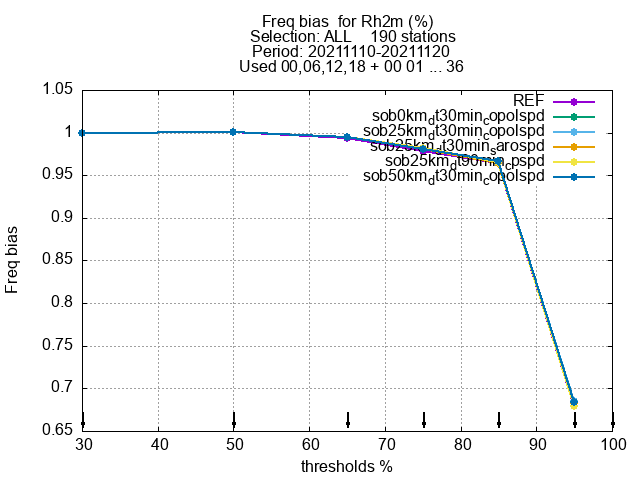 Freq bias for Rh2m (%)
Selection: ALL 190 stations
Period: 20211110-20211120
Used 00,06,12,18 + 00 01 ... 36
1.05
1
0.95
0.9
0.85
0.8
0.75
0.7
0.65
Freq bias
REF
sob0km_dt30min_copolspd
sob25km_dt30min_copolspd
sob25km_dt30min_sarospd
sob25km_dt90min_cpspd
sob50km_dt30min_copolspd
30 40 50 60 70 80 90 100
thresholds %